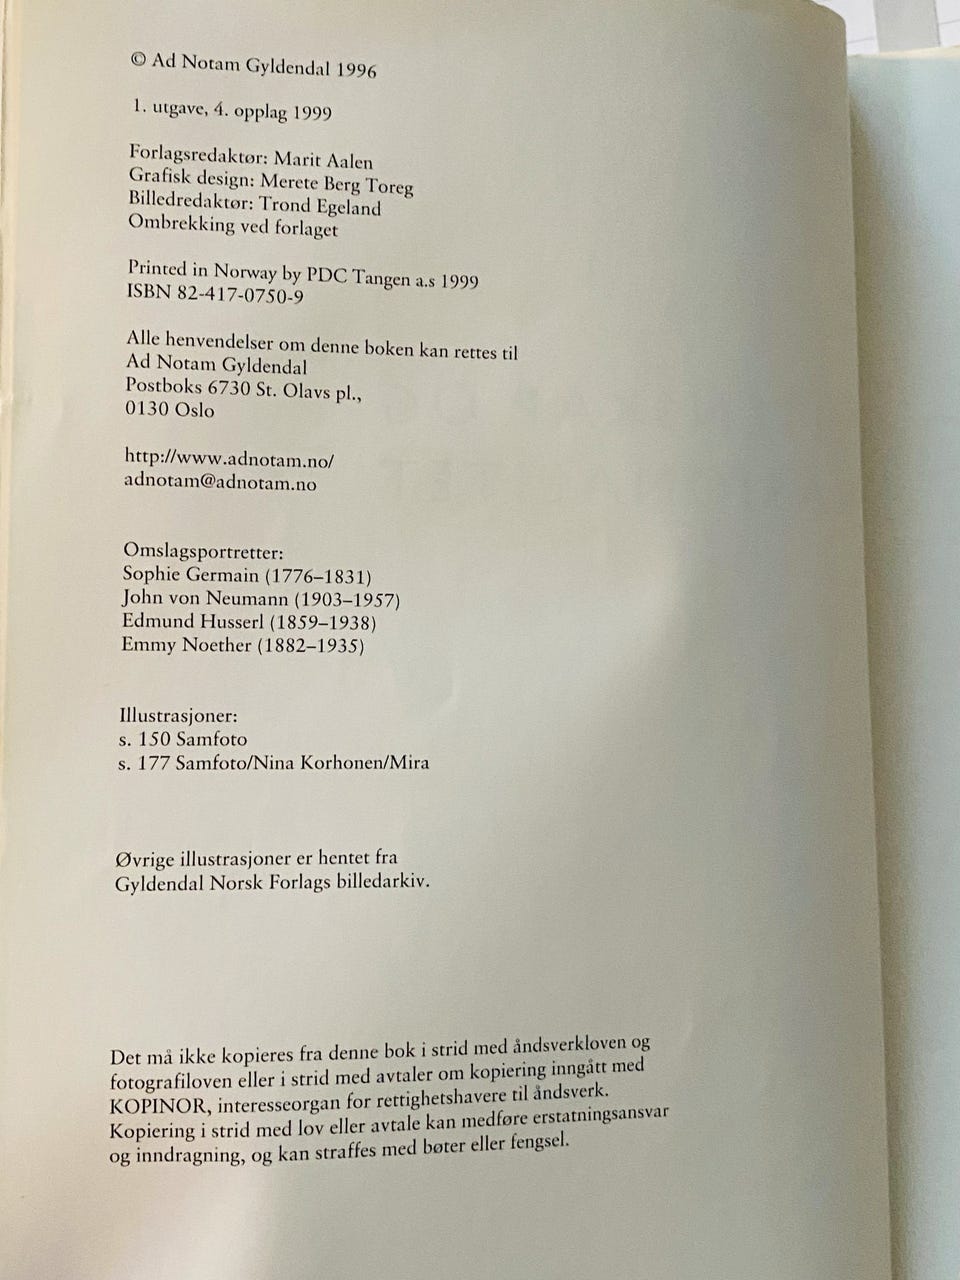 © Ad Notam Gyldendal 1996
1. utgave, 4. opplag 1999
Forlagsredaktør: Marit Aalen
Grafisk design: Merete Berg Toreg
Billedredaktør: Trond Egeland
Ombrekking ved forlaget
Printed in Norway by PDC Tangen a.s 1999
ISBN 82-417-0750-9
Alle henvendelser om denne boken kan rettes til
Ad Notam Gyldendal
Postboks 6730 St. Olavs pl.,
0130 Oslo
http://www.adnotam.no/
adnotam@adnotam.no
Omslagsportretter:
Sophie Germain (1776–1831)
John von Neumann (1903–1957)
Edmund Husserl (1859–1938)
Emmy Noether (1882–1935)
Illustrasjoner:
s. 150 Samfoto
s. 177 Samfoto/Nina Korhonen/Mira
Øvrige illustrasjoner er hentet fra
Gyldendal Norsk Forlags billedarkiv.
Det må ikke kopieres fra denne bok i strid med åndsverkloven og
fotografiloven eller i strid med avtaler om kopiering inngått med
KOPINOR, interesseorgan for rettighetshavere til åndsverk.
Kopiering i strid med lov eller avtale kan medføre erstatningsansvar
og inndragning, og kan straffes med bøter eller fengsel.